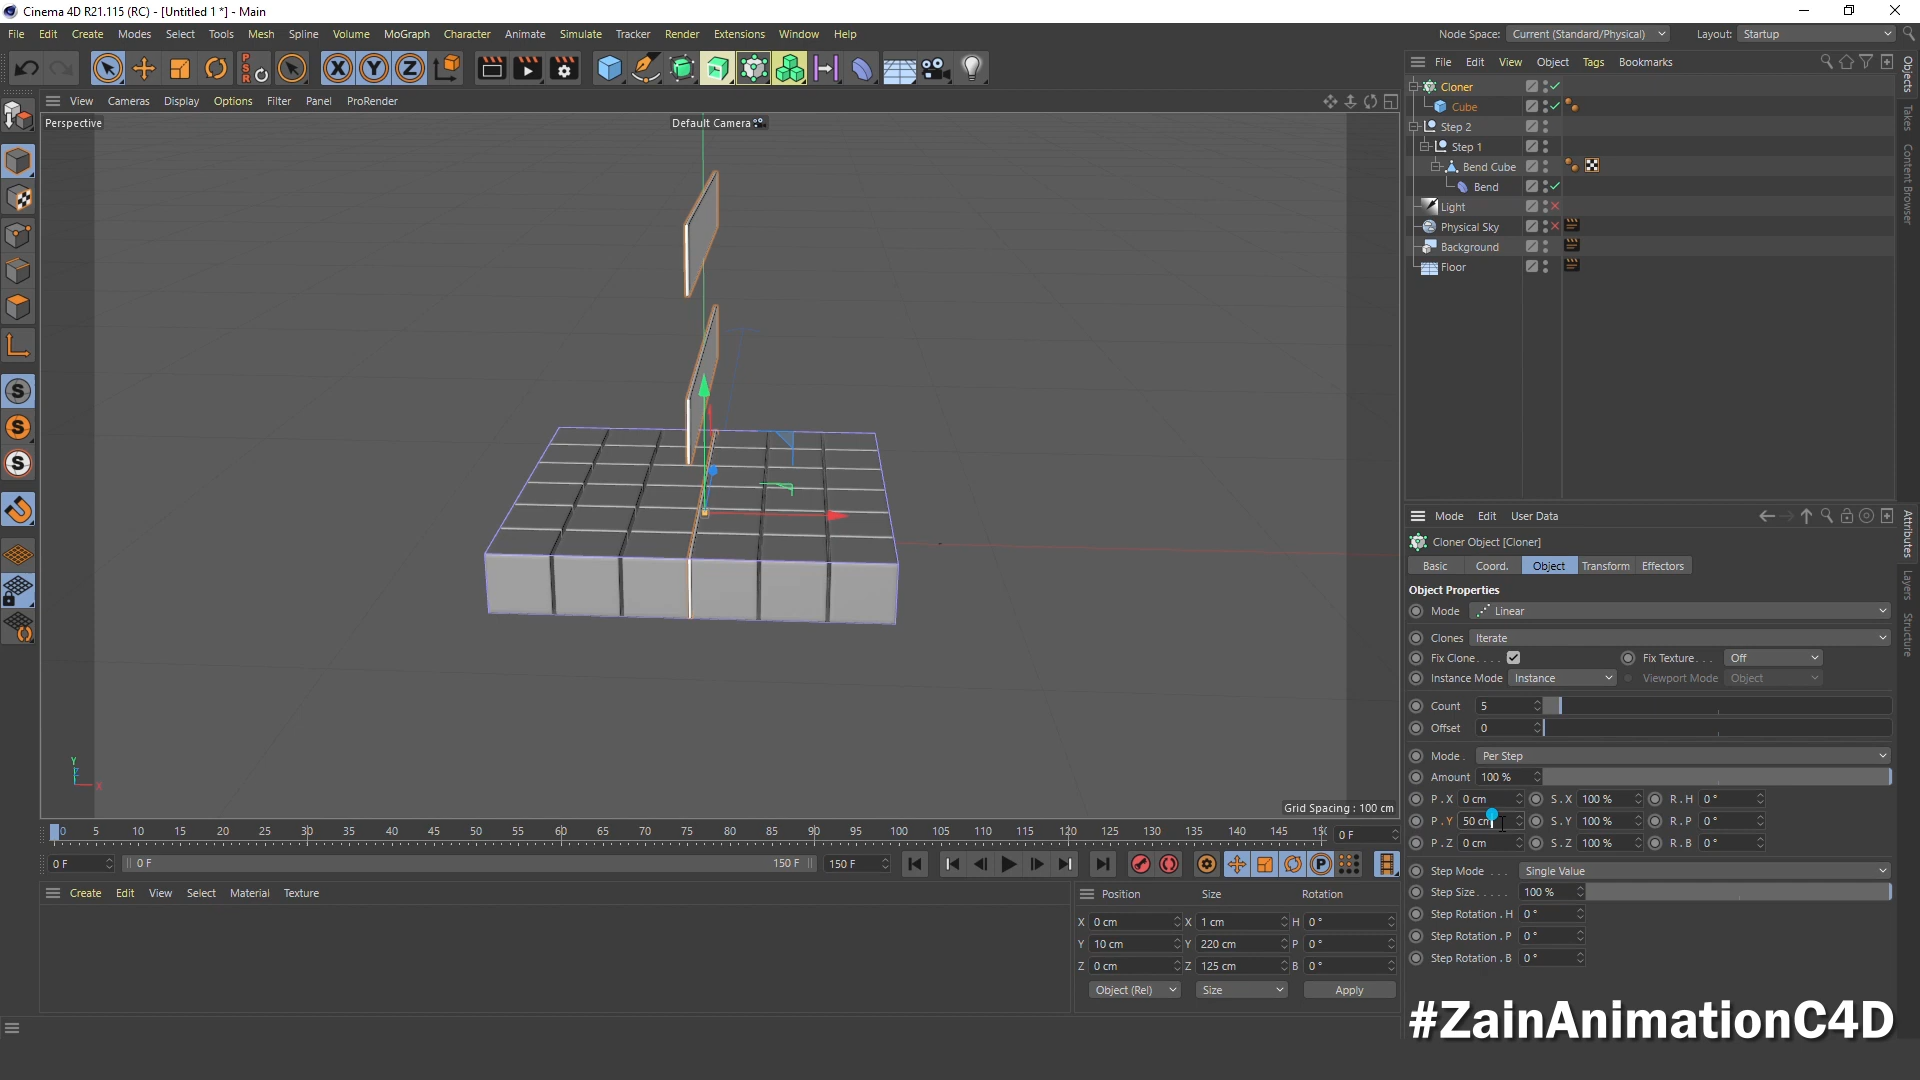 Cinema 4D R21.115 (RC) - [Untitled 1 *] - Main
File Edit Create Modes Select Tools Mesh Spline Volume MoGraph Character Animate Simulate Tracker Render Extensions Window Help
Node Space: Current (Standard/Physical) Layout: Startup
View Cameras Display Options Filter Panel ProRender
Perspective
Default Camera
Grid Spacing : 100 cm
Y
Z
X
0 5 10 15 20 25 30 35 40 45 50 55 60 65 70 75 80 85 90 95 100 105 110 115 120 125 130 135 140 145 150
0 F
0 F 0 F 150 F 150 F
Create Edit View Select Material Texture
Position Size Rotation
X 0 cm X 1 cm H 0 °
Y 10 cm Y 220 cm P 0 °
Z 0 cm Z 125 cm B 0 °
Object (Rel) Size Apply
File Edit View Object Tags Bookmarks
Cloner
Cube
Step 2
Step 1
Bend Cube
Bend
Light
Physical Sky
Background
Floor
Objects
Takes
Content Browser
Mode Edit User Data
Cloner Object [Cloner]
Basic Coord. Object Transform Effectors
Object Properties
Mode Linear
Clones Iterate
Fix Clone. . . . Fix Texture. . . Off
Instance Mode Instance Viewport Mode Object
Count 5
Offset 0
Mode . Per Step
Amount 100 %
P . X 0 cm S . X 100 % R . H 0 °
P . Y 50 cm S . Y 100 % R . P 0 °
P . Z 0 cm S . Z 100 % R . B 0 °
Step Mode . . . Single Value
Step Size. . . . . 100 %
Step Rotation . H 0 °
Step Rotation . P 0 °
Step Rotation . B 0 °
Attributes
Layers
Structure
#ZainAnimationC4D